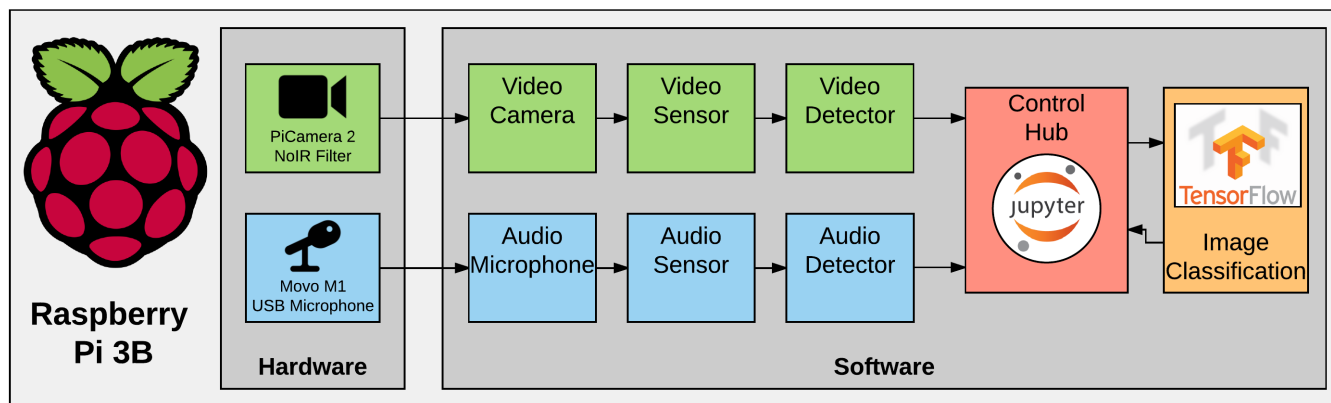 Raspberry
Pi 3B
PiCamera 2
NoIR Filter
Movo M1
USB Microphone
Hardware
Video
Camera
Video
Sensor
Video
Detector
Audio
Microphone
Audio
Sensor
Audio
Detector
Control
Hub
jupyter
TensorFlow
Image
Classification
Software